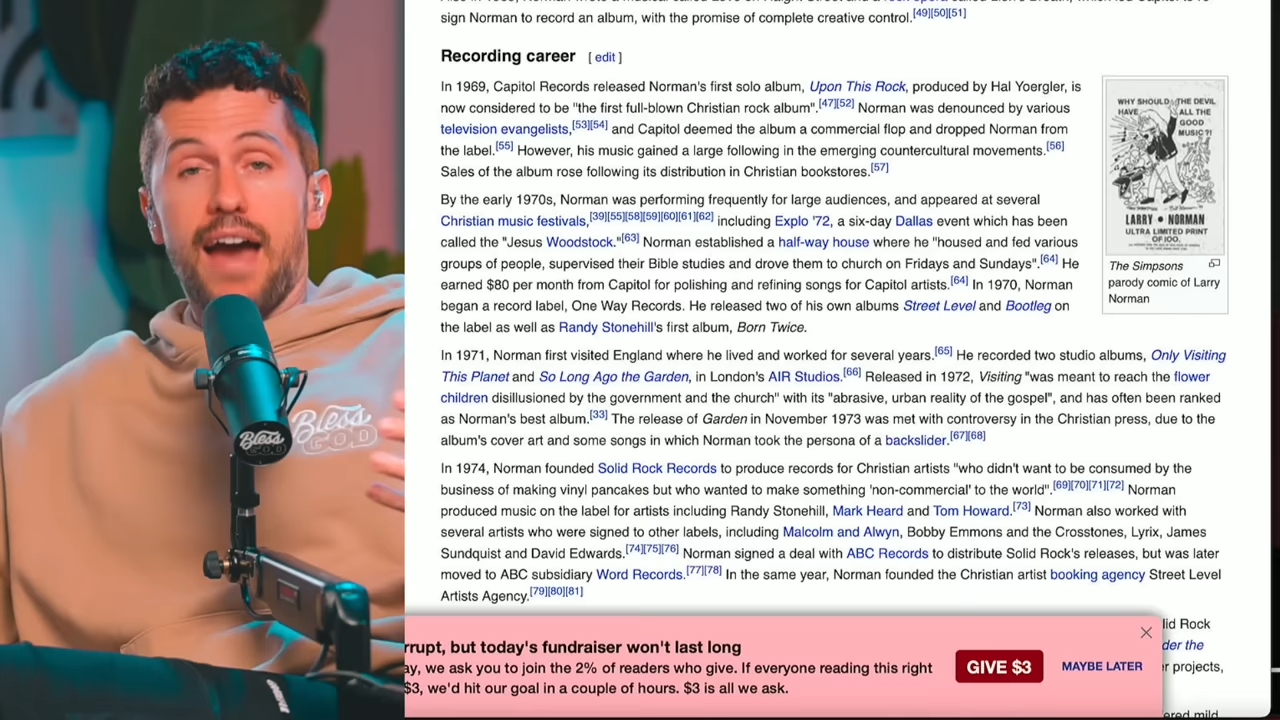 sign Norman to record an album, with the promise of complete creative control.[49][50][51]
Recording career [ edit ]
In 1969, Capitol Records released Norman's first solo album, Upon This Rock, produced by Hal Yoergler, is
now considered to be "the first full-blown Christian rock album".[47][52] Norman was denounced by various
television evangelists,[53][54] and Capitol deemed the album a commercial flop and dropped Norman from
the label.[55] However, his music gained a large following in the emerging countercultural movements.[56]
Sales of the album rose following its distribution in Christian bookstores.[57]
WHY SHOULD THE DEVIL
HAVE ALL THE
GOOD
MUSIC?!
LARRY • NORMAN
ULTRA LIMITED PRINT
OF 100.
The Simpsons
parody comic of Larry
Norman
By the early 1970s, Norman was performing frequently for large audiences, and appeared at several
Christian music festivals,[39][55][58][59][60][61][62] including Explo '72, a six-day Dallas event which has been
called the "Jesus Woodstock."[63] Norman established a half-way house where he "housed and fed various
groups of people, supervised their Bible studies and drove them to church on Fridays and Sundays".[64] He
earned $80 per month from Capitol for polishing and refining songs for Capitol artists.[64] In 1970, Norman
began a record label, One Way Records. He released two of his own albums Street Level and Bootleg on
the label as well as Randy Stonehill's first album, Born Twice.
In 1971, Norman first visited England where he lived and worked for several years.[65] He recorded two studio albums, Only Visiting
This Planet and So Long Ago the Garden, in London's AIR Studios.[66] Released in 1972, Visiting "was meant to reach the flower
children disillusioned by the government and the church" with its "abrasive, urban reality of the gospel", and has often been ranked
as Norman's best album.[33] The release of Garden in November 1973 was met with controversy in the Christian press, due to the
album's cover art and some songs in which Norman took the persona of a backslider.[67][68]
In 1974, Norman founded Solid Rock Records to produce records for Christian artists "who didn't want to be consumed by the
business of making vinyl pancakes but who wanted to make something 'non-commercial' to the world".[69][70][71][72] Norman
produced music on the label for artists including Randy Stonehill, Mark Heard and Tom Howard.[73] Norman also worked with
several artists who were signed to other labels, including Malcolm and Alwyn, Bobby Emmons and the Crosstones, Lyrix, James
Sundquist and David Edwards.[74][75][76] Norman signed a deal with ABC Records to distribute Solid Rock's releases, but was later
moved to ABC subsidiary Word Records.[77][78] In the same year, Norman founded the Christian artist booking agency Street Level
Artists Agency.[79][80][81]
lid Rock
der the
r projects,
ered mild
rrupt, but today's fundraiser won't last long
ay, we ask you to join the 2% of readers who give. If everyone reading this right
$3, we'd hit our goal in a couple of hours. $3 is all we ask.
GIVE $3
MAYBE LATER
Bless
GOD
Bless
GOD